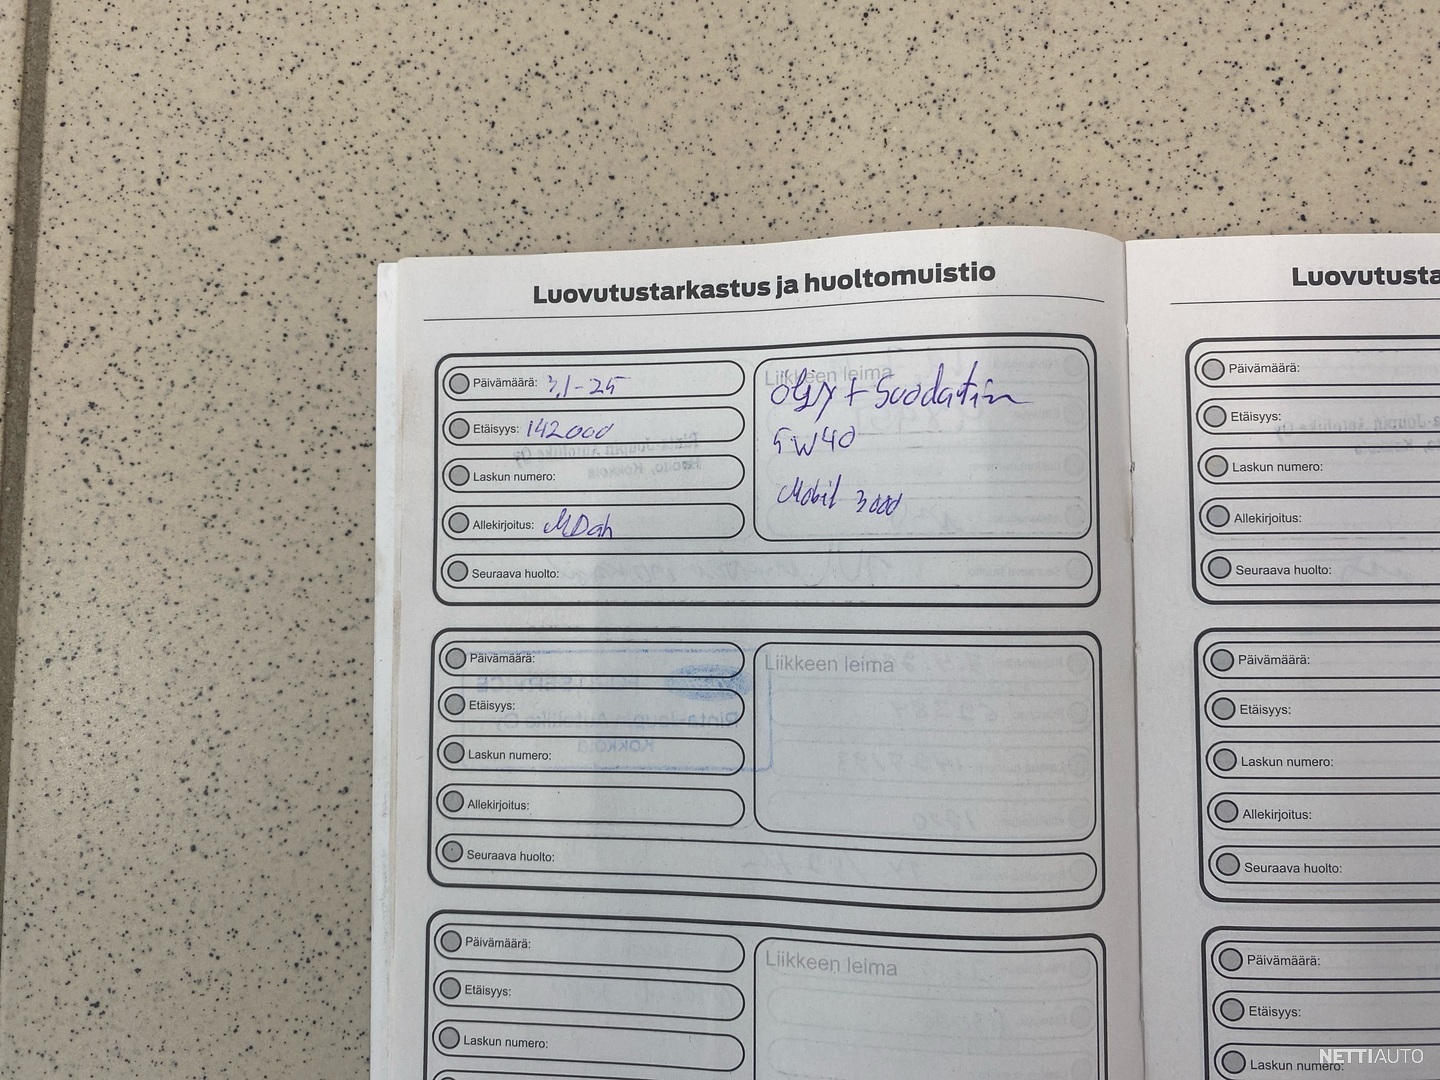 Luovutustarkastus ja huoltomuistio
Päivämäärä: 3,1-25
Etäisyys: 142000
Laskun numero:
Allekirjoitus: MDah
Seuraava huolto:
Liikkeen leima
öljy + Suodatin
5W40
Mobil 3000
Päivämäärä:
Etäisyys:
Laskun numero:
Allekirjoitus:
Seuraava huolto:
Liikkeen leima
Päivämäärä:
Etäisyys:
Laskun numero:
Liikkeen leima
Luovutusta
Päivämäärä:
Etäisyys:
Laskun numero:
Allekirjoitus:
Seuraava huolto:
Päivämäärä:
Etäisyys:
Laskun numero:
Allekirjoitus:
Seuraava huolto:
Päivämäärä:
Etäisyys:
Laskun numero:
NETTIAUTO